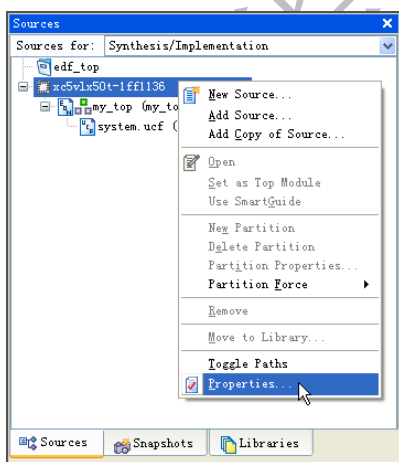 Sources
Sources for: Synthesis/Implementation
edf_top
xc5vlx50t-1ff1136
my_top (my_to
system.ucf (
New Source...
Add Source...
Add Copy of Source...
Open
Set as Top Module
Use SmartGuide
New Partition
Delete Partition
Partition Properties...
Partition Force
Remove
Move to Library...
Toggle Paths
Properties...
Sources Snapshots Libraries